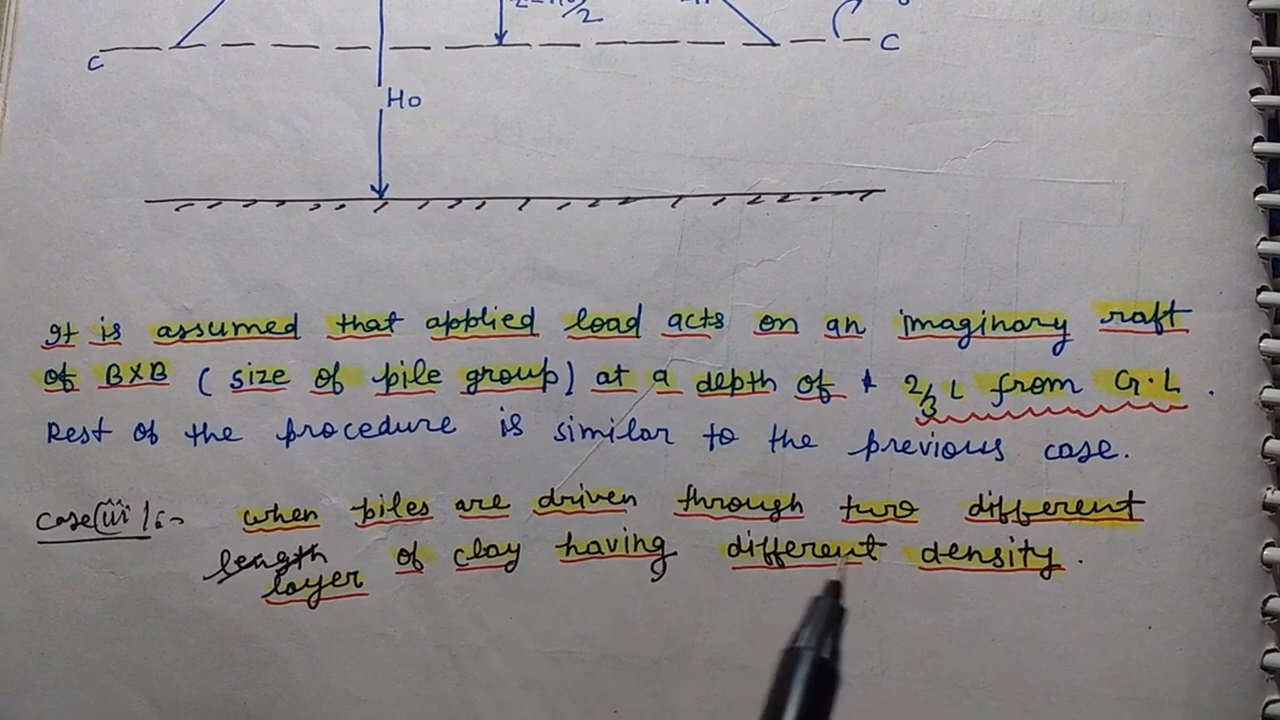 C
C
Ho
It is assumed that applied load acts on an imaginary raft
of B×B (size of pile group) at a depth of 2/3 L from G.L.
Rest of the procedure is similar to the previous case.
Case (iii) :- when piles are driven through two different
length
layer of clay having different density.